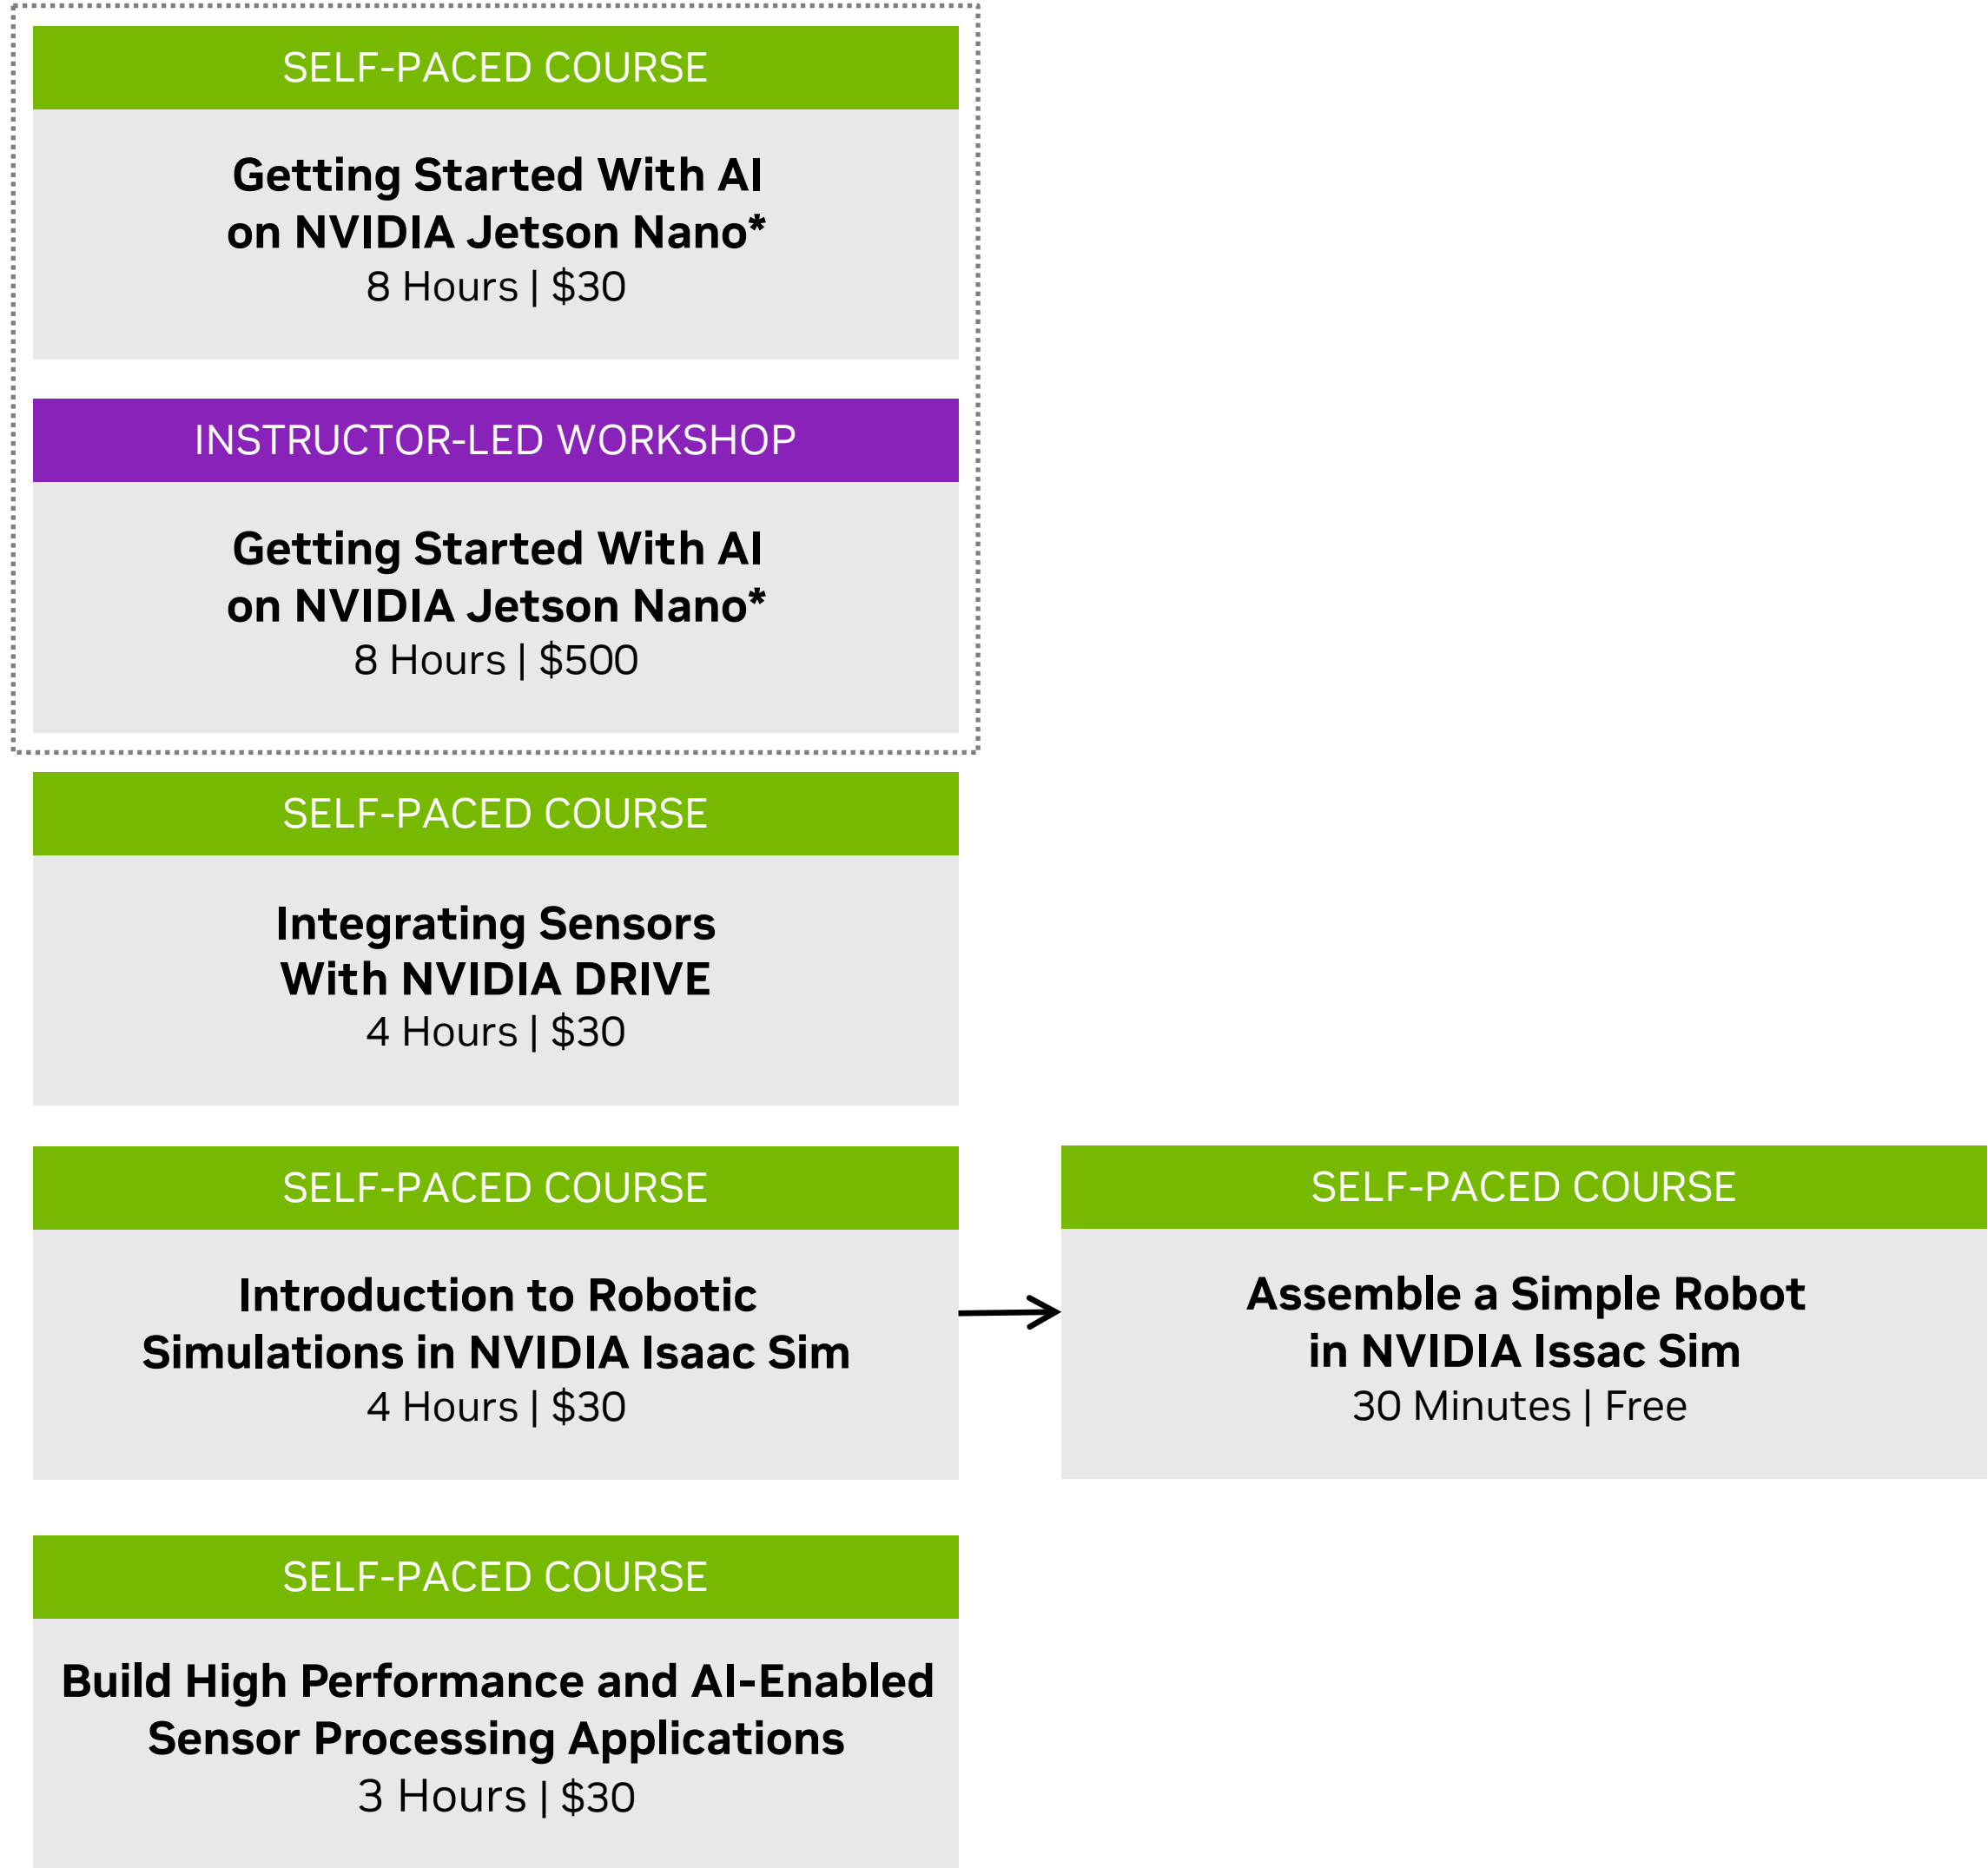 SELF-PACED COURSE
Getting Started With AI
on NVIDIA Jetson Nano*
8 Hours | $30
INSTRUCTOR-LED WORKSHOP
Getting Started With AI
on NVIDIA Jetson Nano*
8 Hours | $500
SELF-PACED COURSE
Integrating Sensors
With NVIDIA DRIVE
4 Hours | $30
SELF-PACED COURSE
Introduction to Robotic
Simulations in NVIDIA Isaac Sim
4 Hours | $30
SELF-PACED COURSE
Assemble a Simple Robot
in NVIDIA Issac Sim
30 Minutes | Free
SELF-PACED COURSE
Build High Performance and AI-Enabled
Sensor Processing Applications
3 Hours | $30